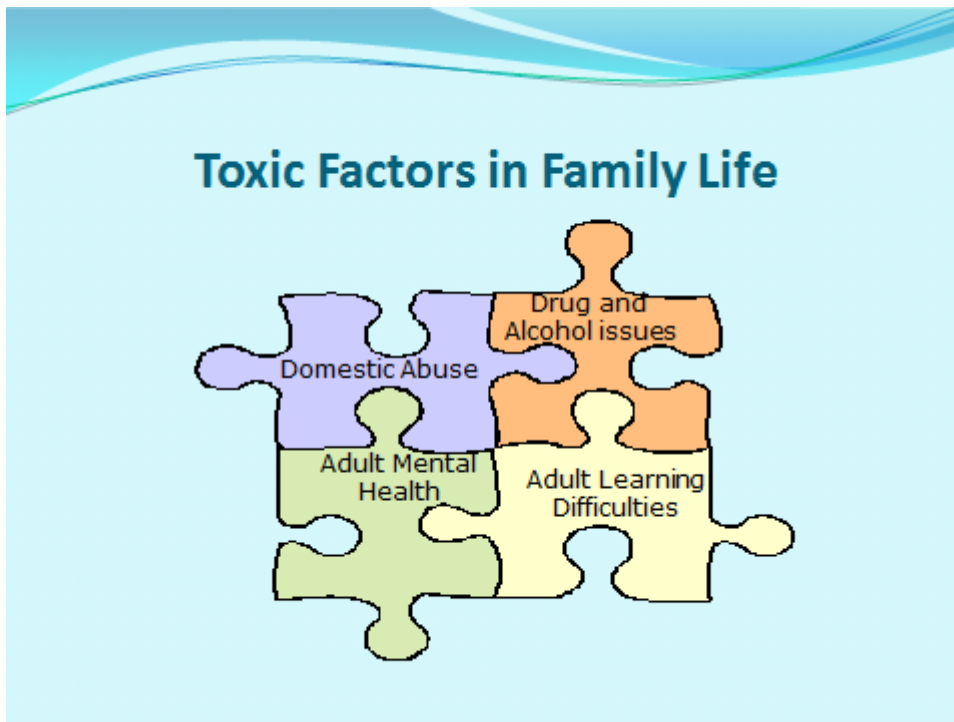 Toxic Factors in Family Life
Drug and
Alcohol issues
Domestic Abuse
Adult Mental
Health
Adult Learning
Difficulties